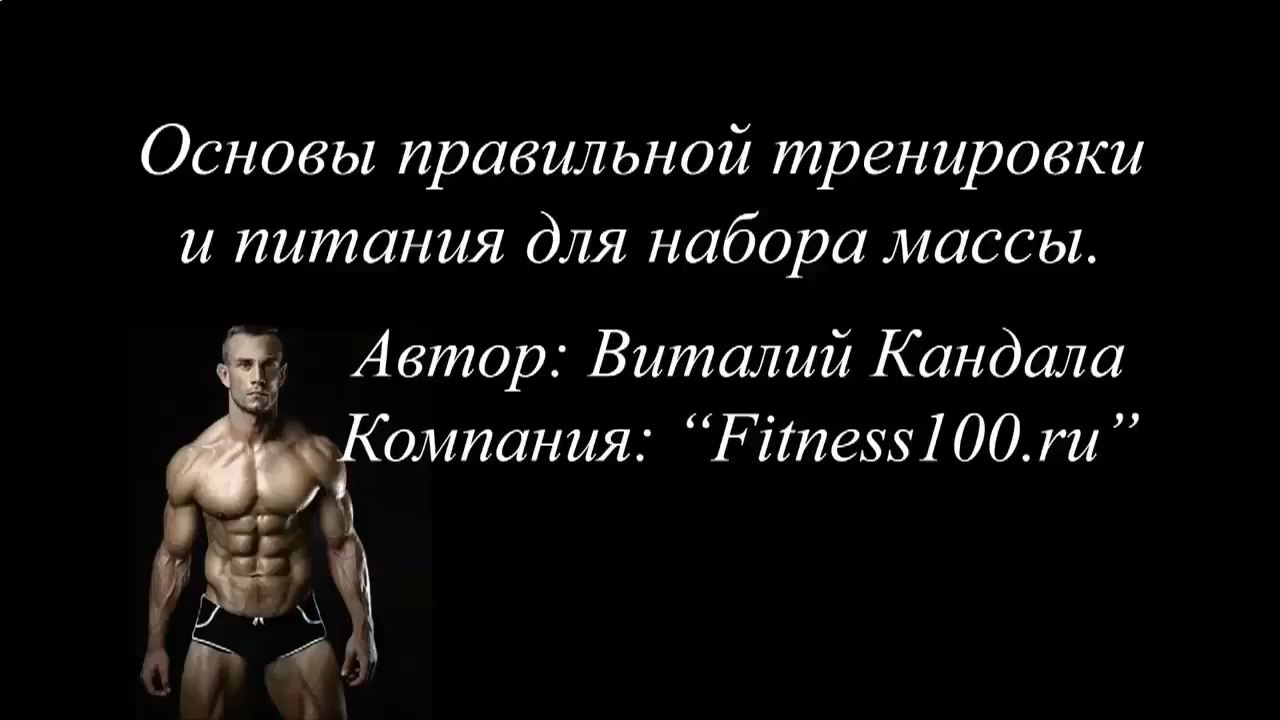 Основы правильной тренировки
и питания для набора массы.
Автор: Виталий Кандала
Компания: “Fitness100.ru”